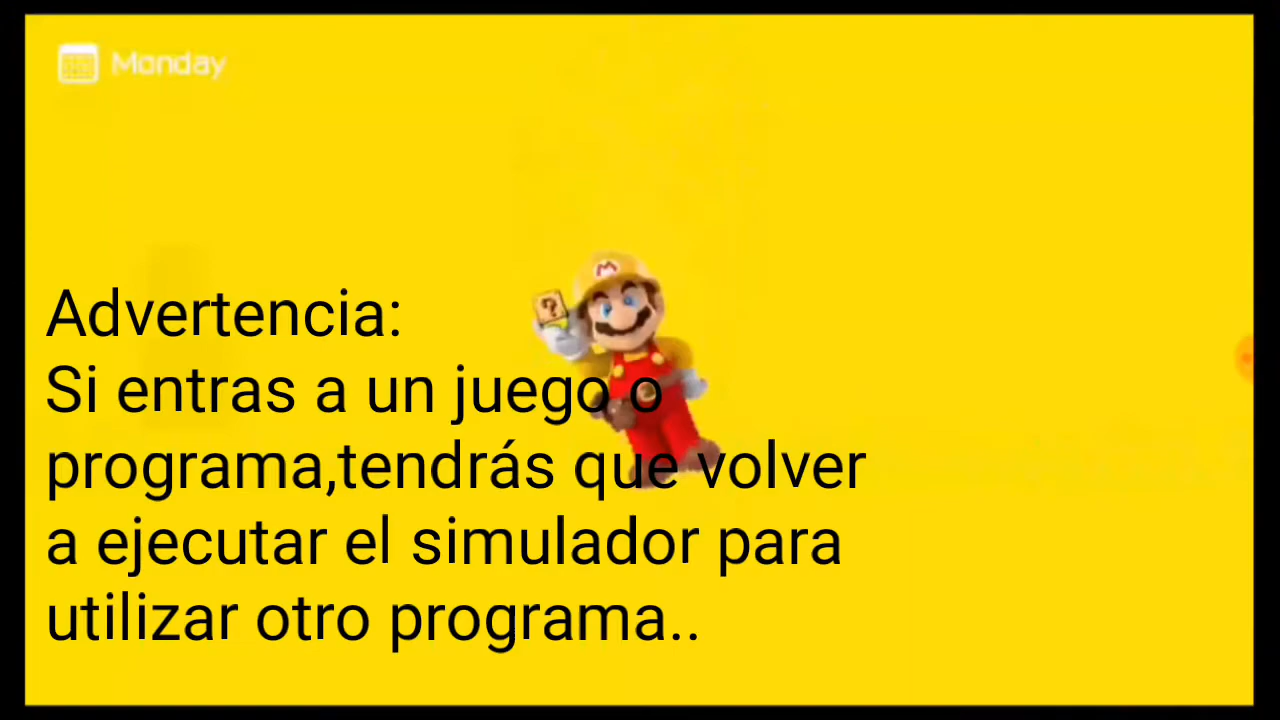 Monday
Advertencia:
Si entras a un juego o
programa,tendrás que volver
a ejecutar el simulador para
utilizar otro programa..
M
?